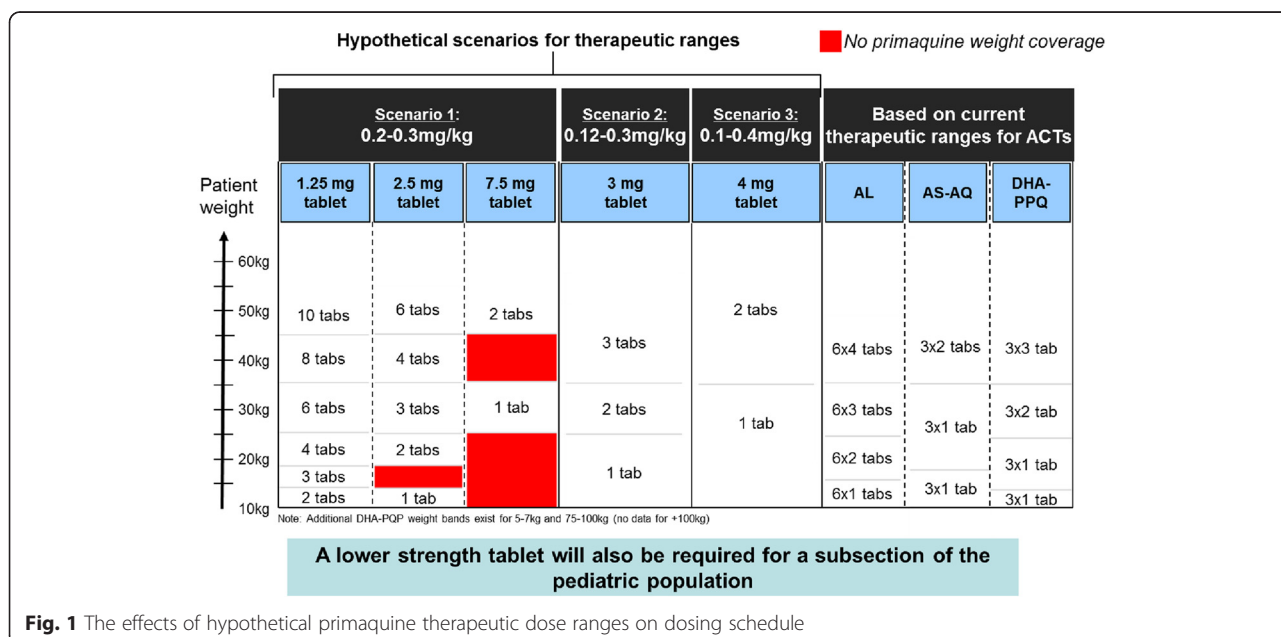 Hypothetical scenarios for therapeutic ranges
No primaquine weight coverage
Scenario 1:
0.2-0.3mg/kg
Scenario 2:
0.12-0.3mg/kg
Scenario 3:
0.1-0.4mg/kg
Based on current
therapeutic ranges for ACTs
Patient
weight
1.25 mg
tablet
2.5 mg
tablet
7.5 mg
tablet
3 mg
tablet
4 mg
tablet
AL
AS-AQ
DHA-
PPQ
60kg
50kg
40kg
30kg
20kg
10kg
10 tabs
8 tabs
6 tabs
4 tabs
3 tabs
2 tabs
6 tabs
4 tabs
3 tabs
2 tabs
1 tab
2 tabs
1 tab
3 tabs
2 tabs
1 tab
2 tabs
1 tab
6x4 tabs
6x3 tabs
6x2 tabs
6x1 tabs
3x2 tabs
3x1 tab
3x1 tab
3x3 tab
3x2 tab
3x1 tab
3x1 tab
Note: Additional DHA-PQP weight bands exist for 5-7kg and 75-100kg (no data for +100kg)
A lower strength tablet will also be required for a subsection of the
pediatric population
Fig. 1 The effects of hypothetical primaquine therapeutic dose ranges on dosing schedule